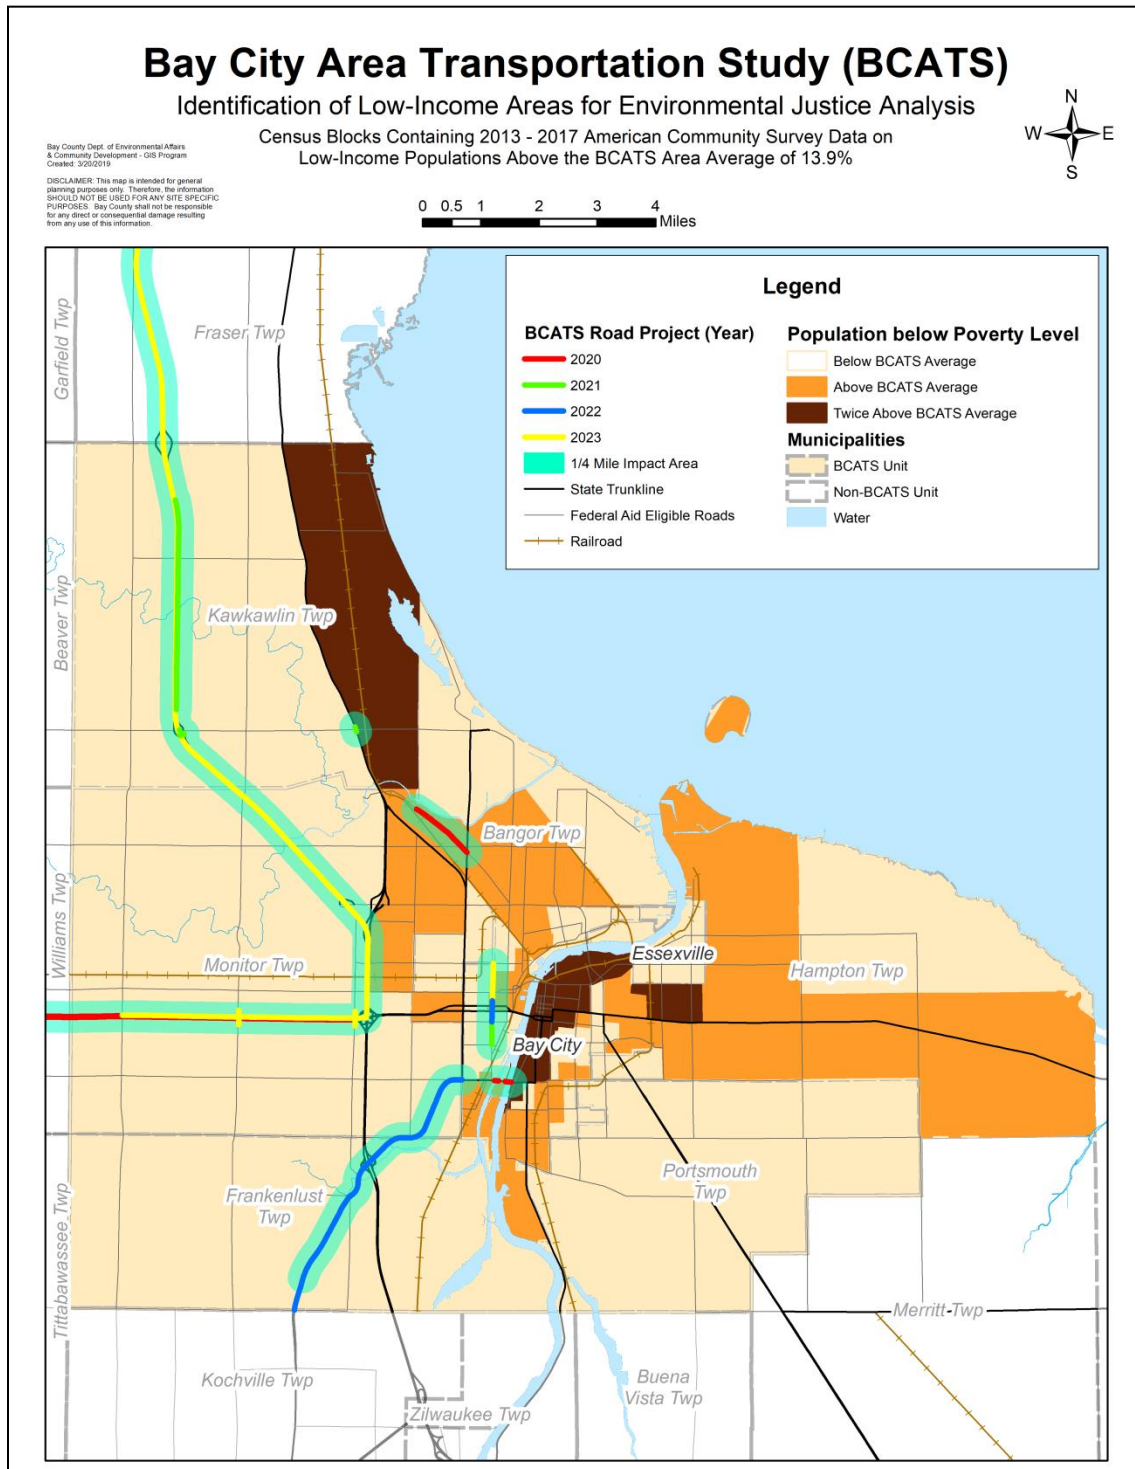 Bay City Area Transportation Study (BCATS)
Identification of Low-Income Areas for Environmental Justice Analysis
Census Blocks Containing 2013 - 2017 American Community Survey Data on
Low-Income Populations Above the BCATS Area Average of 13.9%
Bay County Dept. of Environmental Affairs
& Community Development - GIS Program
Created: 3/20/2019
DISCLAIMER: This map is intended for general
planning purposes only. Therefore, the information
SHOULD NOT BE USED FOR ANY SITE SPECIFIC
PURPOSES. Bay County shall not be responsible
for any direct or consequential damage resulting
from any use of this information.
N
W E
S
0 0.5 1 2 3 4
Miles
Legend
BCATS Road Project (Year)
2020
2021
2022
2023
1/4 Mile Impact Area
State Trunkline
Federal Aid Eligible Roads
Railroad
Population below Poverty Level
Below BCATS Average
Above BCATS Average
Twice Above BCATS Average
Municipalities
BCATS Unit
Non-BCATS Unit
Water
Garfield Twp
Fraser Twp
Beaver Twp
Kawkawlin Twp
Bangor Twp
Williams Twp
Monitor Twp
Essexville
Hampton Twp
Bay City
Portsmouth
Twp
Frankenlust
Twp
Tittabawassee Twp
Merritt Twp
Kochville Twp
Buena
Vista Twp
Zilwaukee Twp